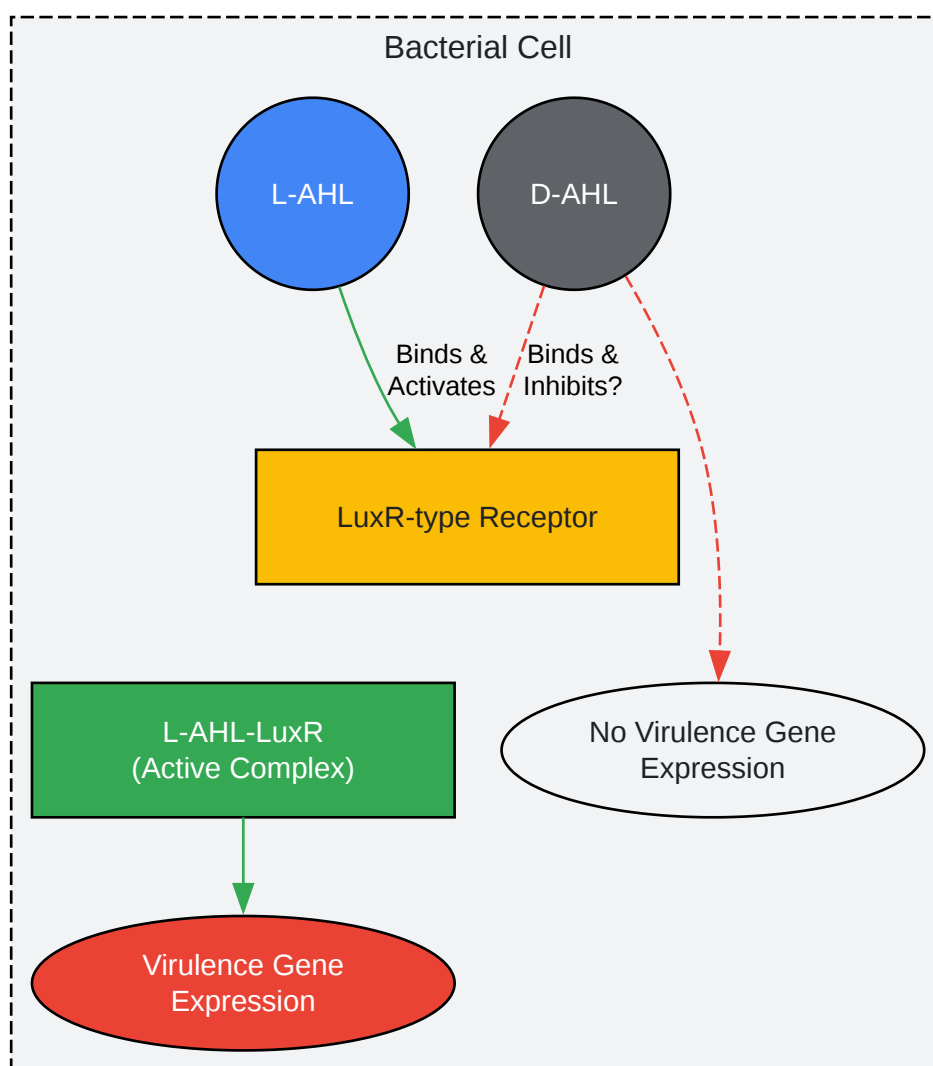 Bacterial Cell
L-AHL
D-AHL
Binds &
Activates
Binds &
Inhibits?
LuxR-type Receptor
L-AHL-LuxR
(Active Complex)
No Virulence Gene
Expression
Virulence Gene
Expression